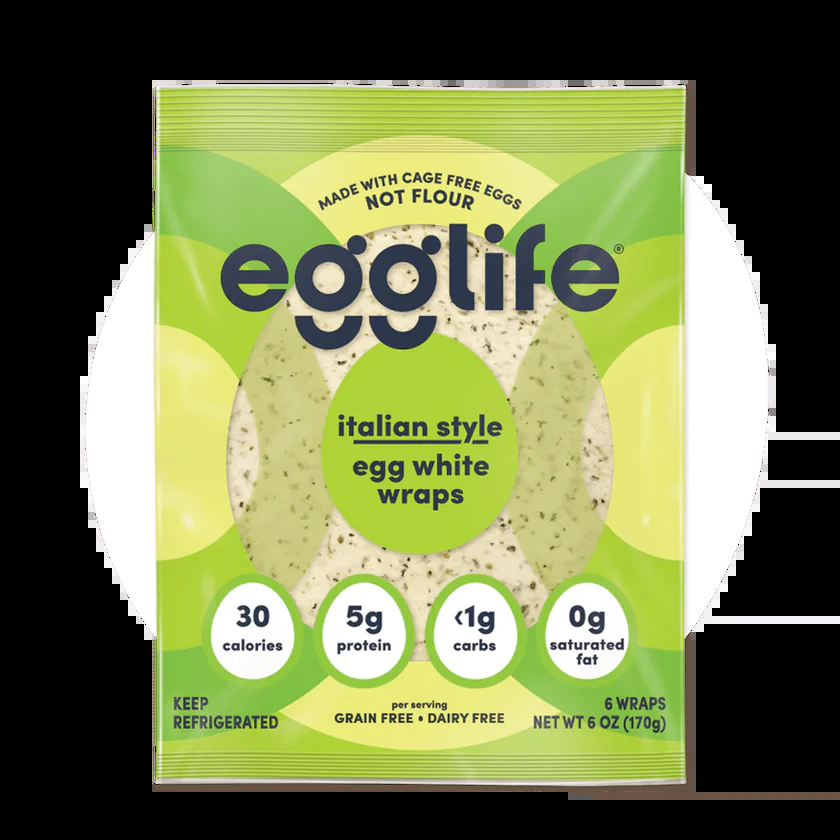 MADE WITH CAGE FREE EGGS
NOT FLOUR
egglife®
italian style
egg white
wraps
30
calories
5g
protein
<1g
carbs
0g
saturated
fat
KEEP
REFRIGERATED
per serving
GRAIN FREE • DAIRY FREE
6 WRAPS
NET WT 6 OZ (170g)